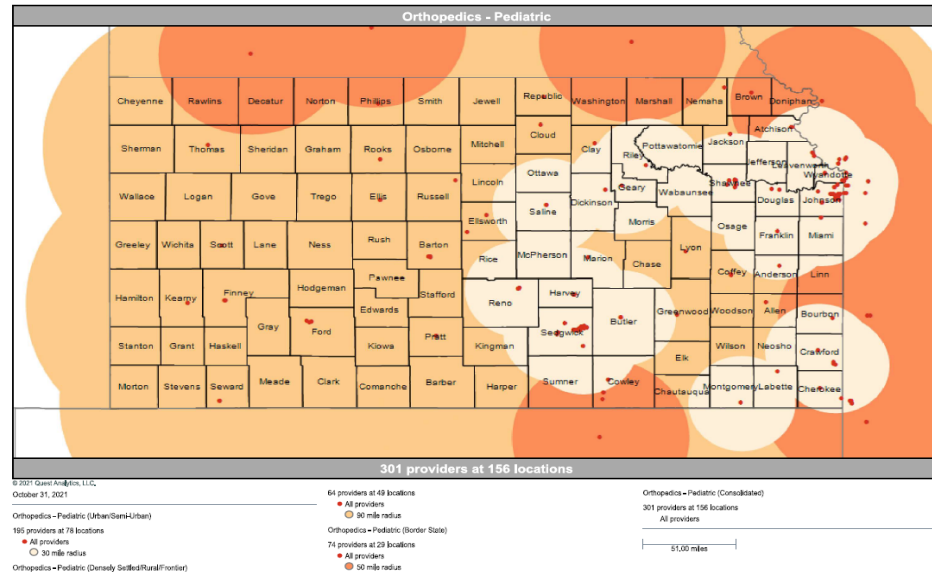 Orthopedics - Pediatric
Cheyenne Rawlins Decatur Norton Phillips Smith Jewell Republic Washington Marshall Nemaha Brown Doniphan
Sherman Thomas Sheridan Graham Rooks Osborne Mitchell Cloud Clay Riley Pottawatomie Jackson Atchison Jefferson Leavenworth
Wallace Logan Gove Trego Ellis Russell Lincoln Ottawa Saline Dickinson Geary Wabaunsee Shawnee Douglas Johnson Wyandotte
Greeley Wichita Scott Lane Ness Rush Barton Ellsworth Rice McPherson Marion Morris Chase Lyon Osage Franklin Miami
Hamilton Kearny Finney Hodgeman Pawnee Edwards Stafford Reno Harvey Butler Greenwood Coffey Woodson Anderson Allen Linn Bourbon
Stanton Grant Haskell Gray Ford Kiowa Pratt Kingman Sedgwick Elk Wilson Neosho Crawford
Morton Stevens Seward Meade Clark Comanche Barber Harper Sumner Cowley Chautauqua Montgomery Labette Cherokee
301 providers at 156 locations
© 2021 Quest Analytics, LLC.
October 31, 2021
Orthopedics - Pediatric (Urban/Semi-Urban)
195 providers at 78 locations
All providers
30 mile radius
Orthopedics - Pediatric (Densely Settled/Rural/Frontier)
64 providers at 49 locations
All providers
90 mile radius
Orthopedics - Pediatric (Border State)
74 providers at 29 locations
All providers
50 mile radius
Orthopedics - Pediatric (Consolidated)
301 providers at 156 locations
All providers
51,00 miles